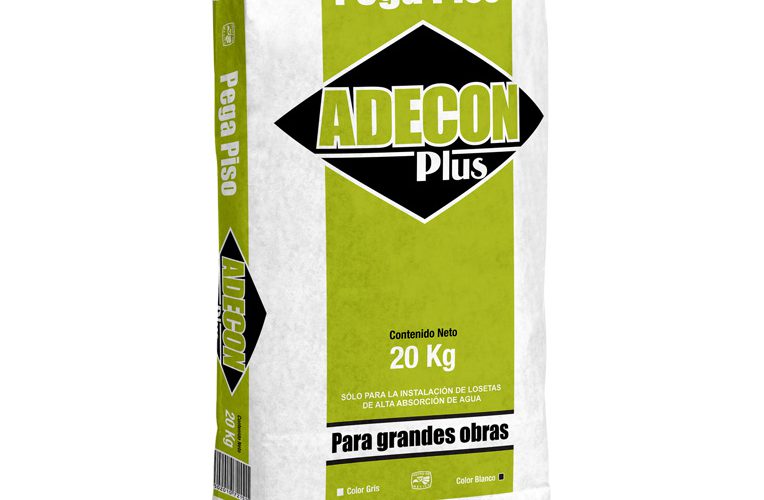 Pega Piso
ADECON
Plus
Contenido Neto
20 Kg
SÓLO PARA LA INSTALACIÓN DE LOSETAS
DE ALTA ABSORCIÓN DE AGUA
Para grandes obras
Color Gris
Color Blanco
Pega Piso
ADECON
Plus
Contenido Neto
20 Kg